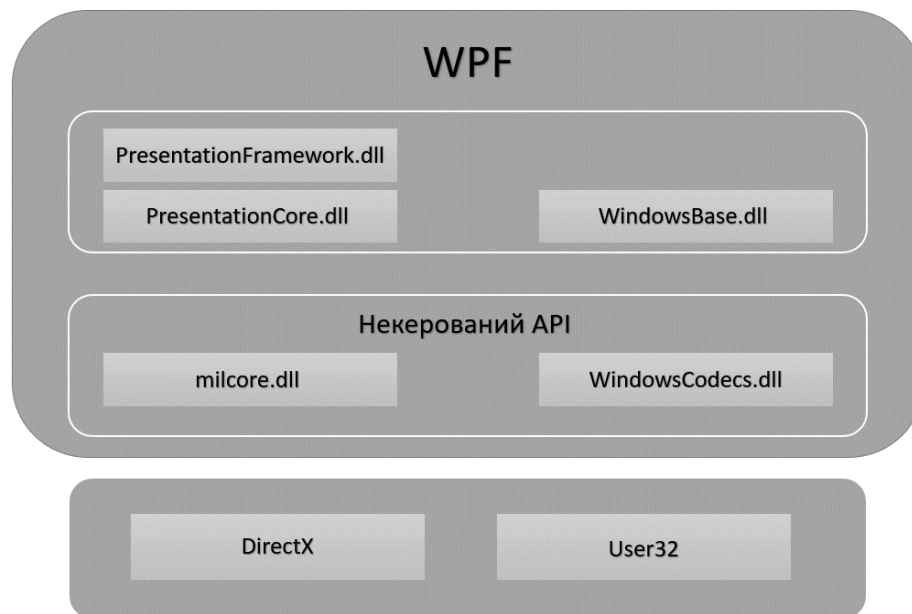 WPF
PresentationFramework.dll
PresentationCore.dll
WindowsBase.dll
Некерований API
milcore.dll
WindowsCodecs.dll
DirectX
User32